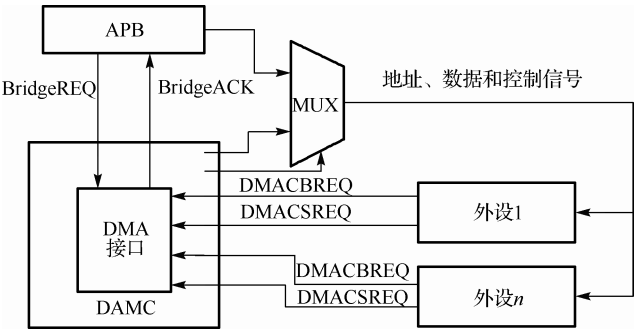 APB
BridgeREQ
BridgeACK
MUX
地址、数据和控制信号
DMACBREQ
DMACSREQ
外设1
DMA
接口
DMACBREQ
DMACSREQ
外设n
DAMC